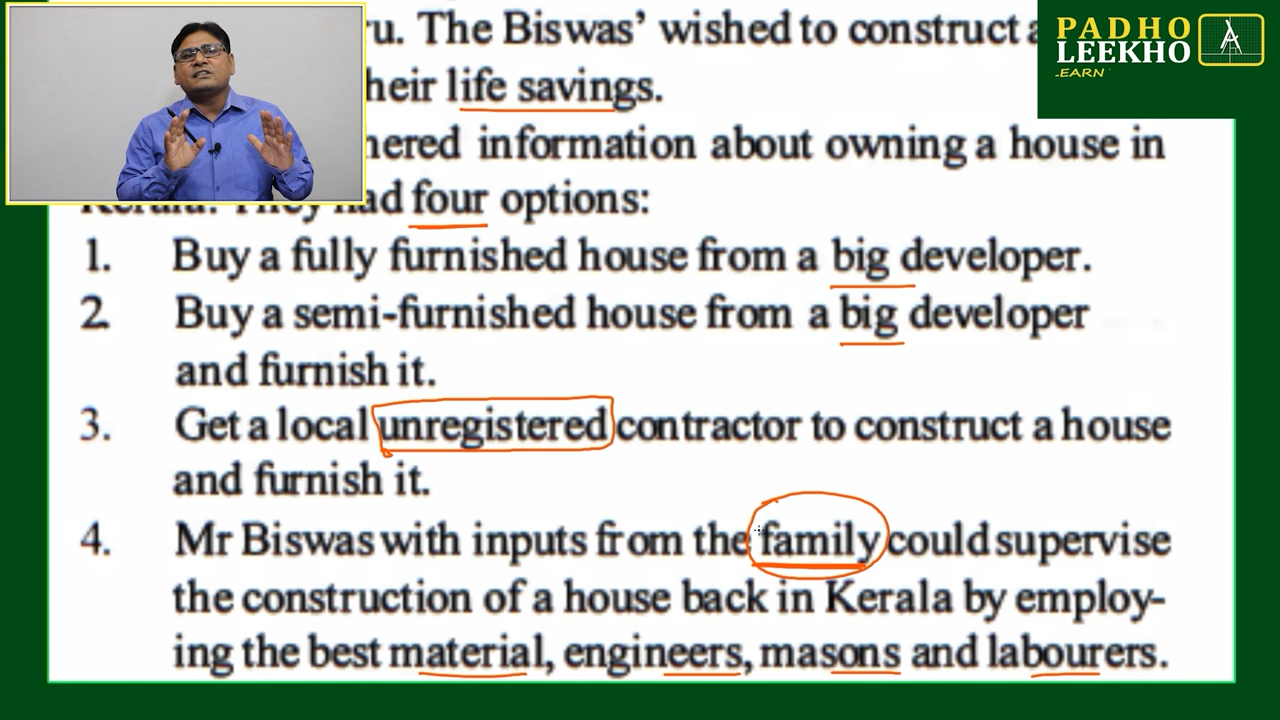 ru. The Biswas' wished to construct a
heir life savings.
hered information about owning a house in
Kerala. They had four options:
1. Buy a fully furnished house from a big developer.
2. Buy a semi-furnished house from a big developer
and furnish it.
3. Get a local unregistered contractor to construct a house
and furnish it.
4. Mr Biswas with inputs from the family could supervise
the construction of a house back in Kerala by employ-
ing the best material, engineers, masons and labourers.
PADHO
LEEKHO
.EARN